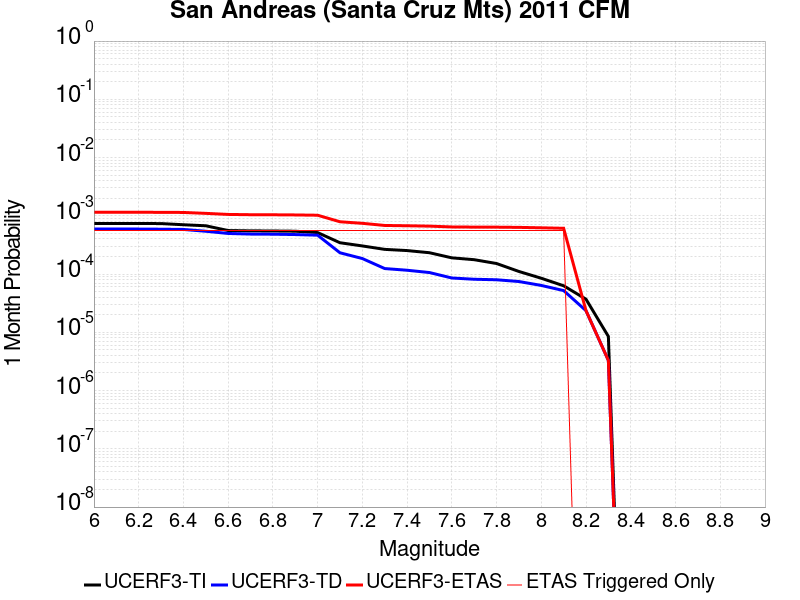 San Andreas (Santa Cruz Mts) 2011 CFM
10^0
10^-1
10^-2
10^-3
10^-4
10^-5
10^-6
10^-7
10^-8
1 Month Probability
6 6.2 6.4 6.6 6.8 7 7.2 7.4 7.6 7.8 8 8.2 8.4 8.6 8.8 9
Magnitude
UCERF3-TI UCERF3-TD UCERF3-ETAS ETAS Triggered Only